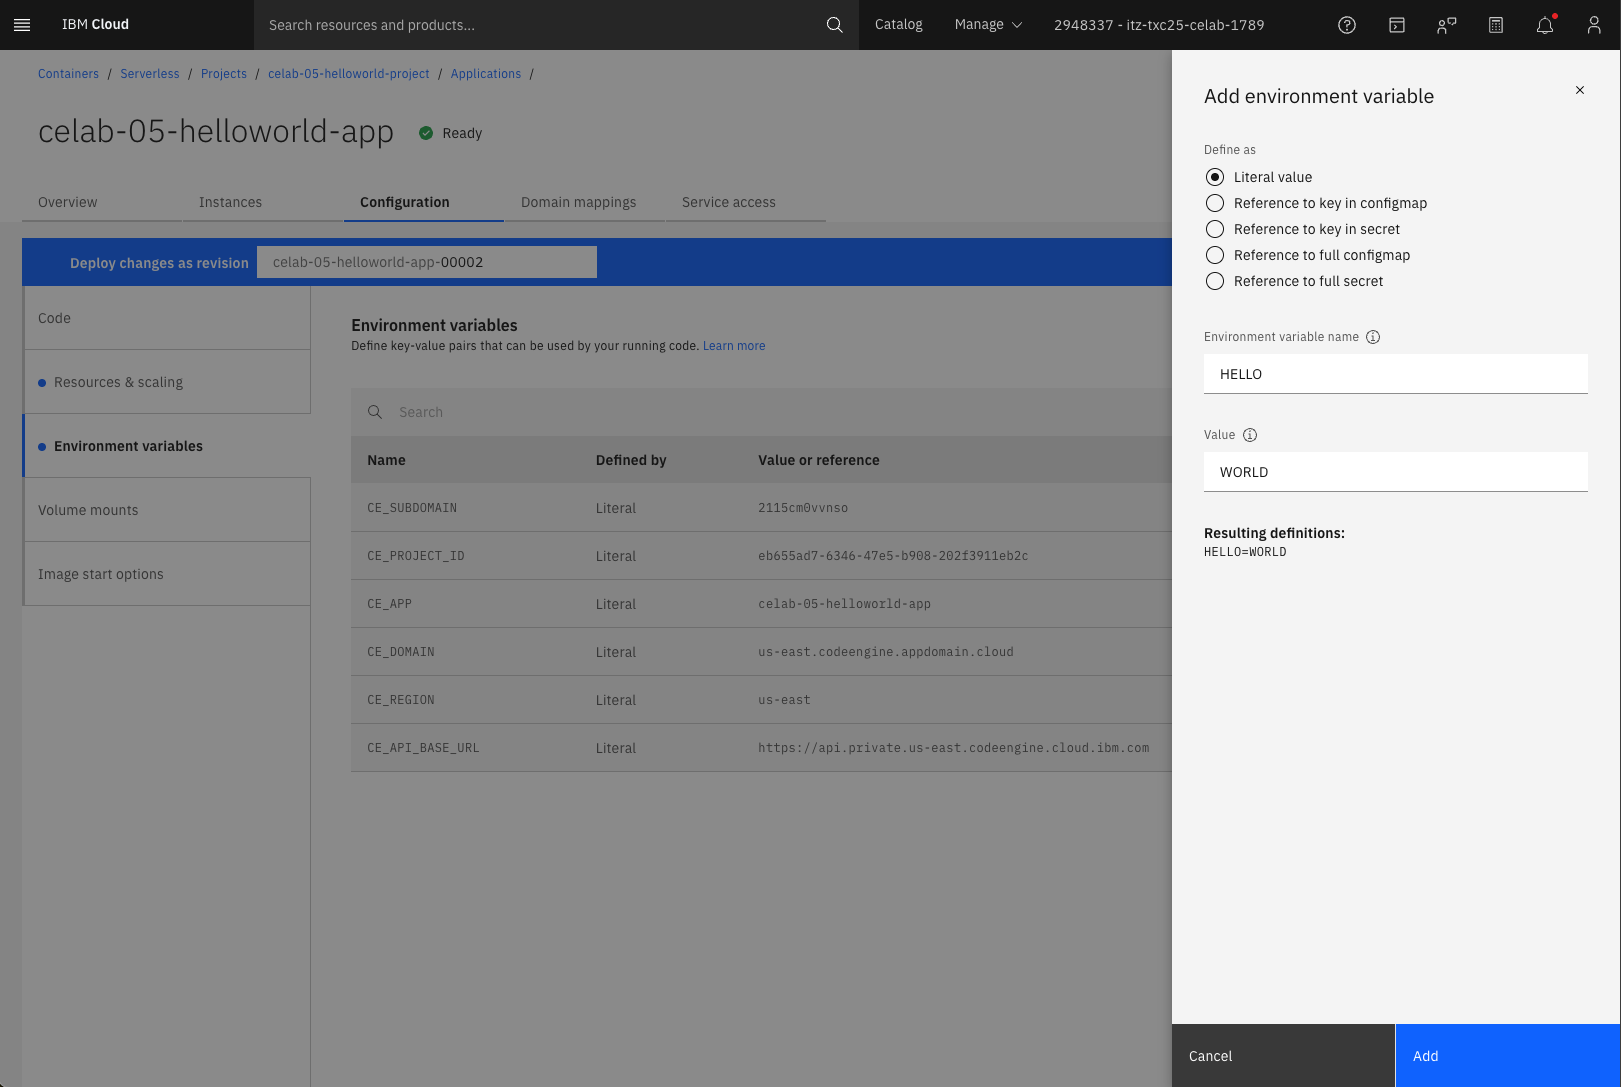 IBM Cloud
Search resources and products...
Catalog
Manage
2948337 - itz-txc25-celab-1789
Containers / Serverless / Projects / celab-05-helloworld-project / Applications /
celab-05-helloworld-app
Ready
Overview
Instances
Configuration
Domain mappings
Service access
Deploy changes as revision
celab-05-helloworld-app-00002
Code
Resources & scaling
Environment variables
Volume mounts
Image start options
Environment variables
Define key-value pairs that can be used by your running code. Learn more
Search
Name Defined by Value or reference
CE_SUBDOMAIN Literal 2115cm0vvnso
CE_PROJECT_ID Literal eb655ad7-6346-47e5-b908-202f3911eb2c
CE_APP Literal celab-05-helloworld-app
CE_DOMAIN Literal us-east.codeengine.appdomain.cloud
CE_REGION Literal us-east
CE_API_BASE_URL Literal https://api.private.us-east.codeengine.cloud.ibm.com
Add environment variable
Define as
Literal value
Reference to key in configmap
Reference to key in secret
Reference to full configmap
Reference to full secret
Environment variable name
HELLO
Value
WORLD
Resulting definitions:
HELLO=WORLD
Cancel
Add